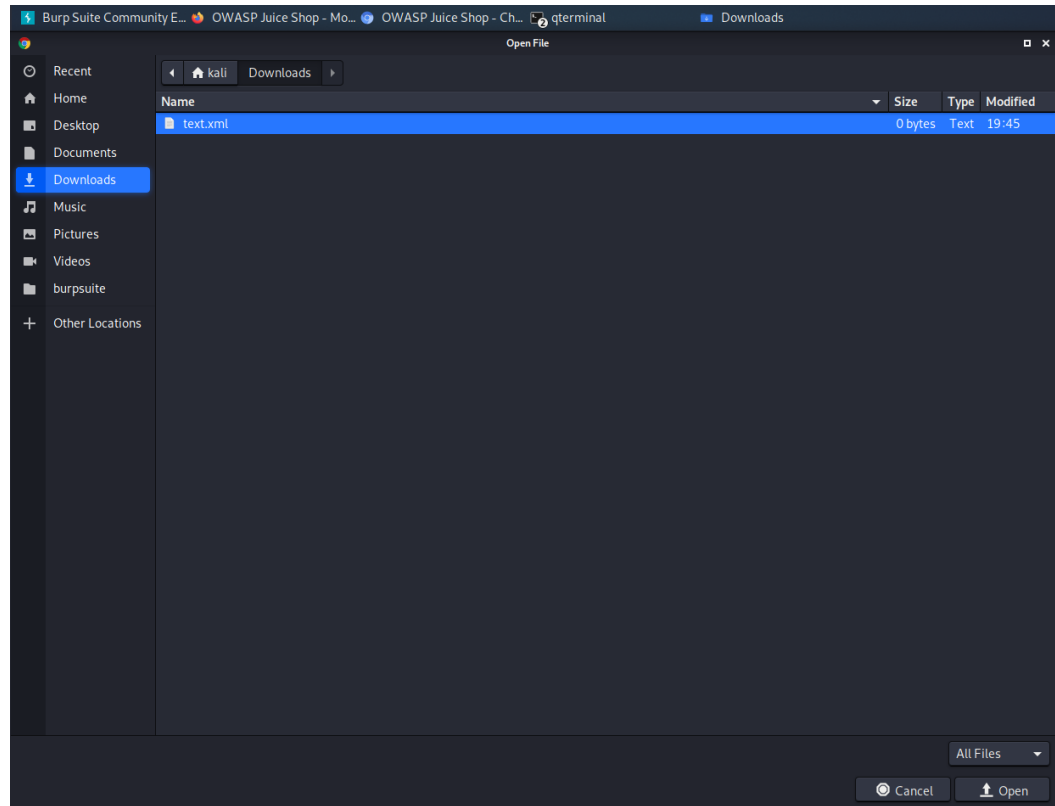 Burp Suite Community E... OWASP Juice Shop - Mo... OWASP Juice Shop - Ch... 2 qterminal Downloads
Open File
Recent
Home
Desktop
Documents
Downloads
Music
Pictures
Videos
burpsuite
Other Locations
kali Downloads
Name Size Type Modified
text.xml 0 bytes Text 19:45
All Files
Cancel Open